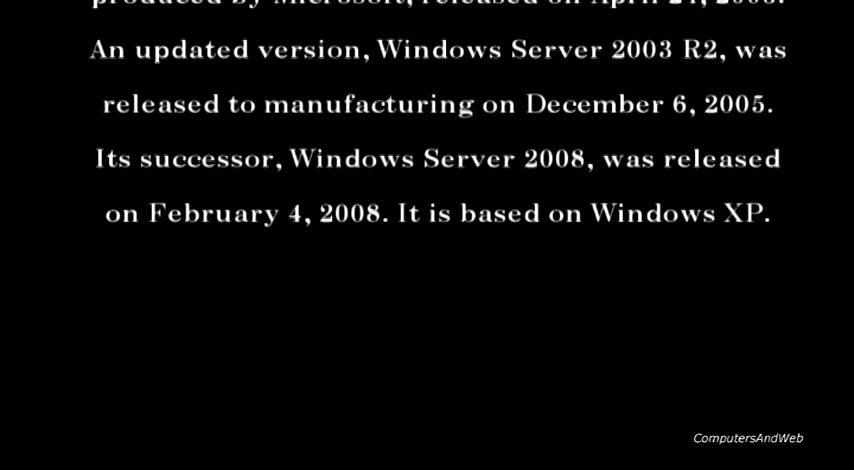 produced by Microsoft, released on April 24, 2003.
An updated version, Windows Server 2003 R2, was
released to manufacturing on December 6, 2005.
Its successor, Windows Server 2008, was released
on February 4, 2008. It is based on Windows XP.
ComputersAndWeb